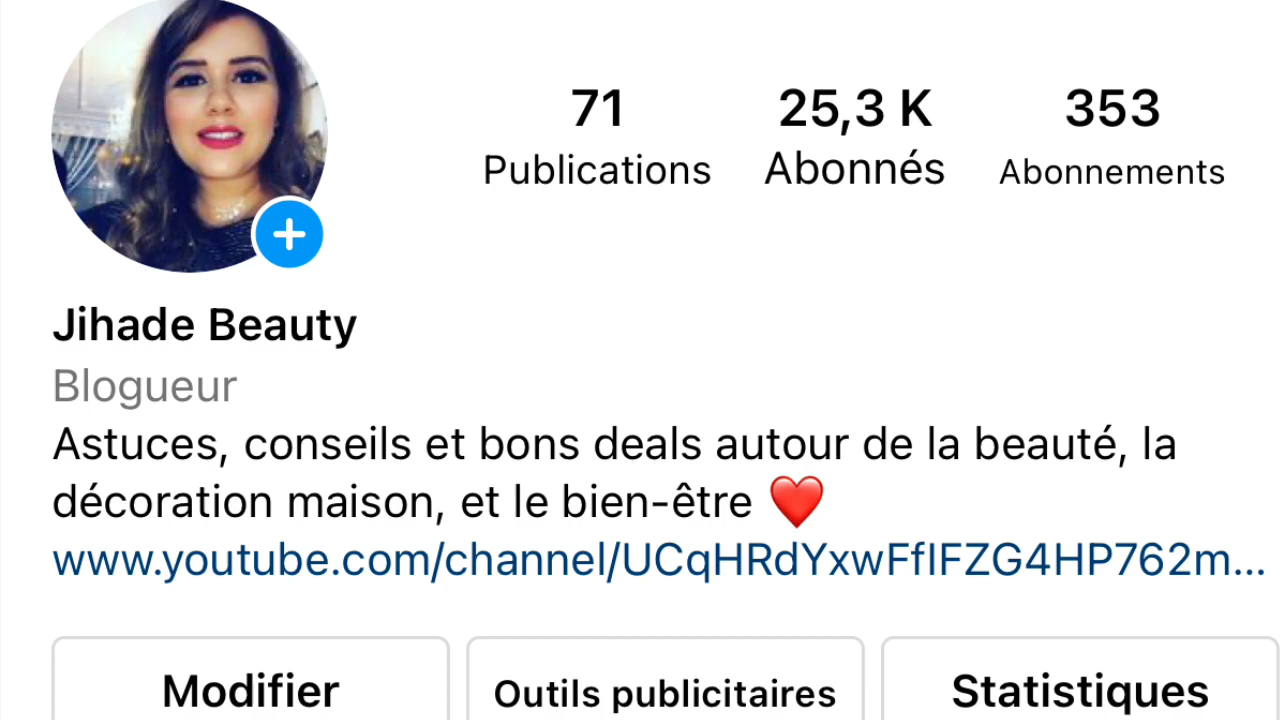 71 25,3 K 353
Publications Abonnés Abonnements
Jihade Beauty
Blogueur
Astuces, conseils et bons deals autour de la beauté, la
décoration maison, et le bien-être ❤️
www.youtube.com/channel/UCqHRdYxwFfIFZG4HP762m...
Modifier Outils publicitaires Statistiques